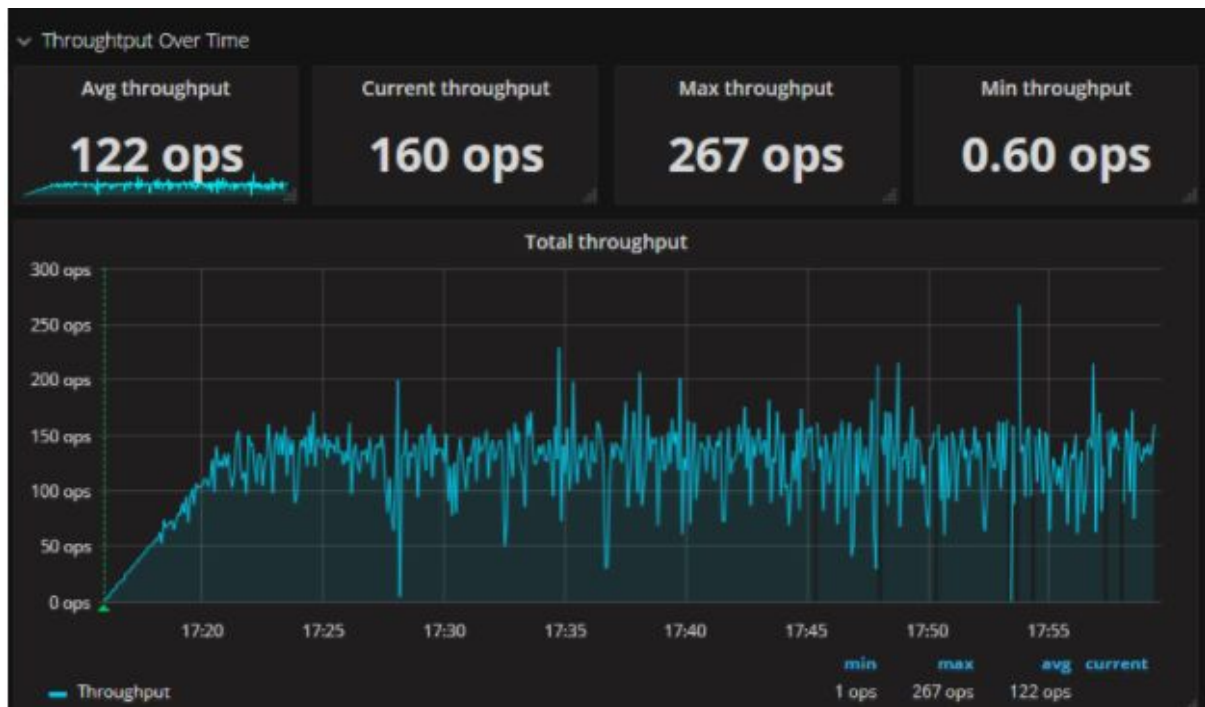 Throughtput Over Time
Avg throughput Current throughput Max throughput Min throughput
122 ops 160 ops 267 ops 0.60 ops
Total throughput
300 ops
250 ops
200 ops
150 ops
100 ops
50 ops
0 ops
17:20 17:25 17:30 17:35 17:40 17:45 17:50 17:55
min max avg current
Throughput 1 ops 267 ops 122 ops